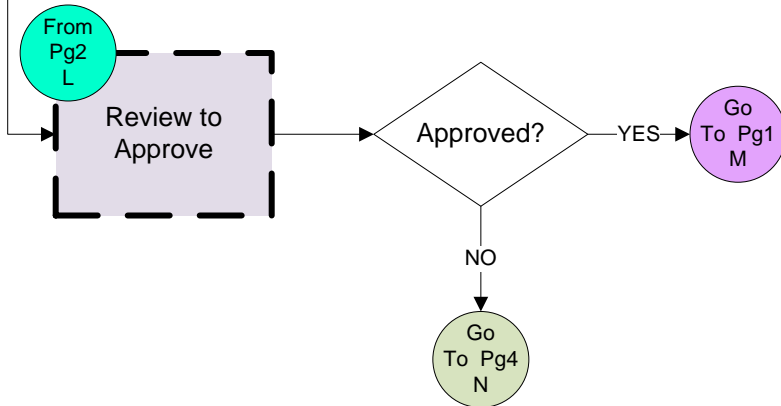 From
Pg2
L
Review to
Approve
Approved?
YES
Go
To Pg1
M
NO
Go
To Pg4
N